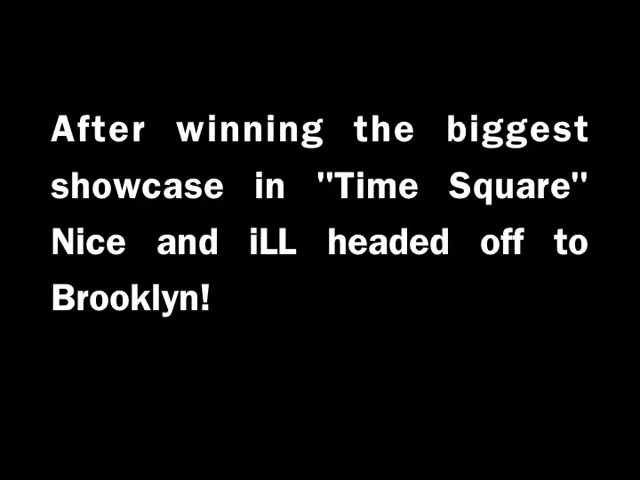 After winning the biggest
showcase in "Time Square"
Nice and iLL headed off to
Brooklyn!